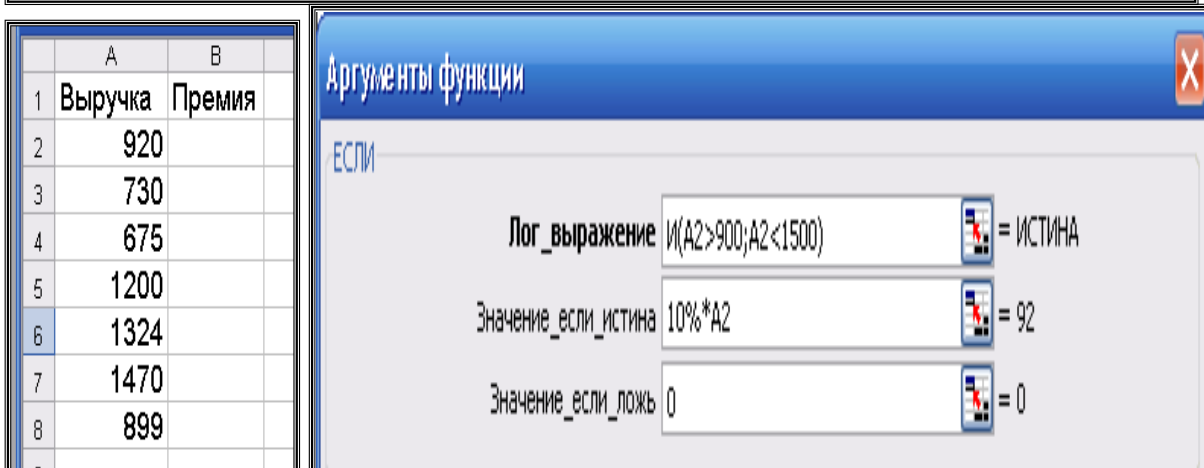 A B
1 Выручка Премия
2 920
3 730
4 675
5 1200
6 1324
7 1470
8 899
Аргументы функции
ЕСЛИ
Лог_выражение И(A2>900;A2<1500) = ИСТИНА
Значение_если_истина 10%*A2 = 92
Значение_если_ложь 0 = 0